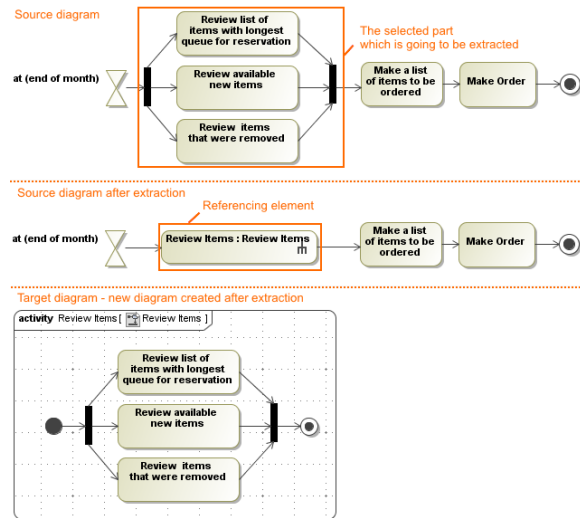 Source diagram
Review list of
items with longest
queue for reservation
The selected part
which is going to be extracted
at (end of month)
Review available
new items
Make a list
of items to be
ordered
Make Order
Review items
that were removed
Source diagram after extraction
Referencing element
at (end of month)
Review Items : Review Items
Make a list
of items to be
ordered
Make Order
Target diagram - new diagram created after extraction
activity Review Items [ Review Items ]
Review list of
items with longest
queue for reservation
Review available
new items
Review items
that were removed